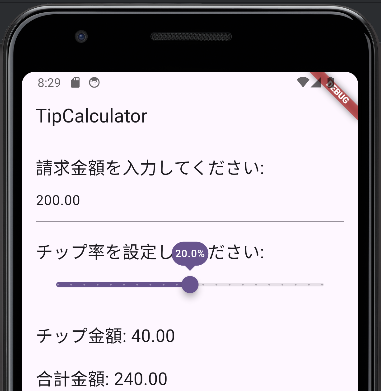 8:29
DEBUG
TipCalculator
請求金額を入力してください:
200.00
チップ率を設定し ださい:
20.0%
チップ金額: 40.00
合計金額: 240.00